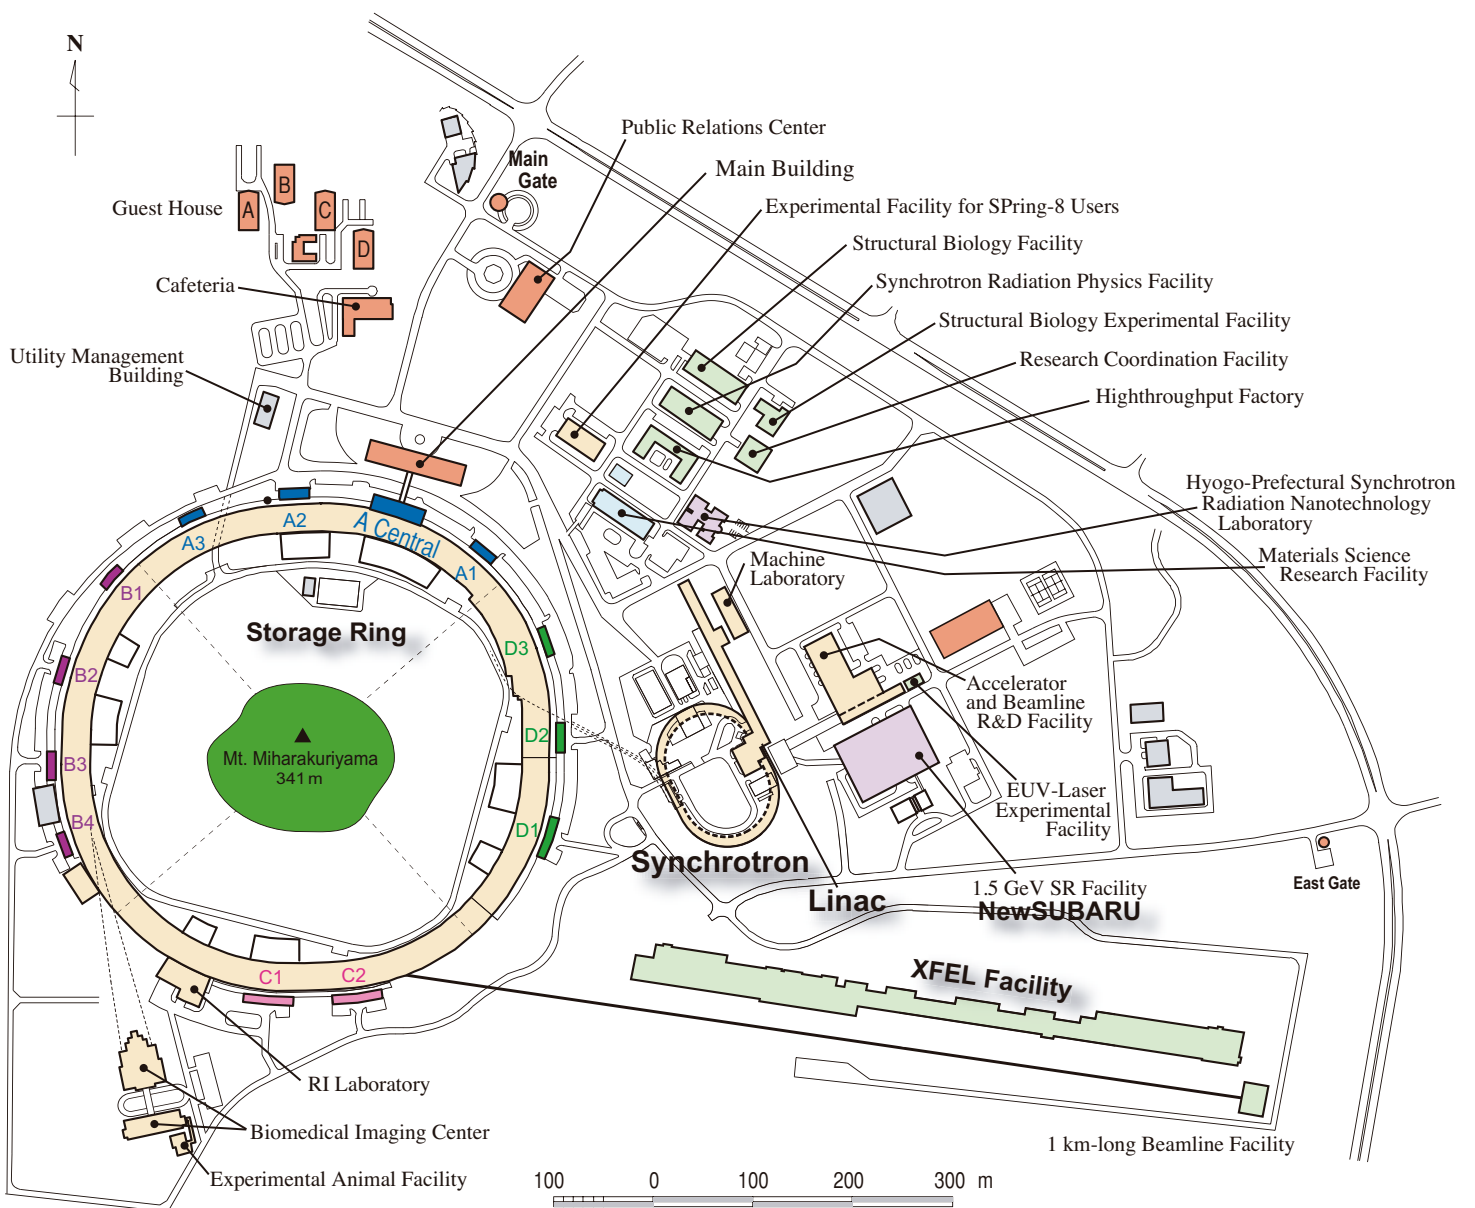 N
Public Relations Center
Main
Gate
Main Building
B
Guest House
A
C
D
Experimental Facility for SPring-8 Users
Structural Biology Facility
Cafeteria
Synchrotron Radiation Physics Facility
Structural Biology Experimental Facility
Utility Management
Building
Research Coordination Facility
Highthroughput Factory
Hyogo-Prefectural Synchrotron
Radiation Nanotechnology
Laboratory
Materials Science
Research Facility
A3
A2
A Central
A1
Machine
Laboratory
B1
Storage Ring
D3
B2
Accelerator
and Beamline
R&D Facility
D2
Mt. Miharakuriyama
341 m
B3
EUV-Laser
Experimental
Facility
B4
D1
Synchrotron
Linac
1.5 GeV SR Facility
NewSUBARU
East Gate
C1
C2
XFEL Facility
RI Laboratory
Biomedical Imaging Center
1 km-long Beamline Facility
Experimental Animal Facility
100 0 100 200 300 m